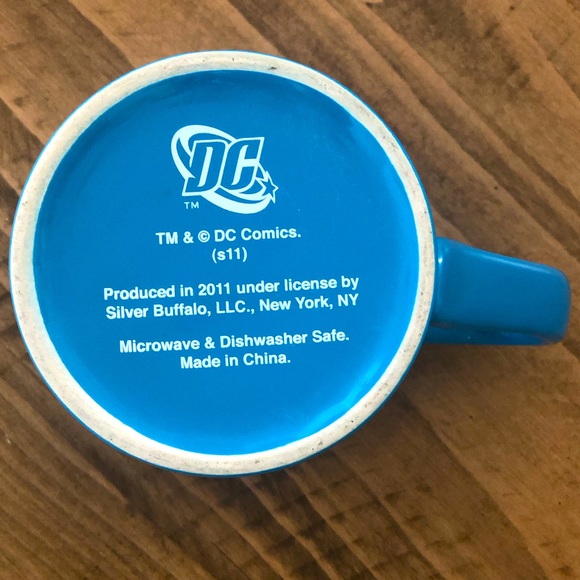 DC
TM
TM & © DC Comics.
(s11)
Produced in 2011 under license by
Silver Buffalo, LLC., New York, NY
Microwave & Dishwasher Safe.
Made in China.